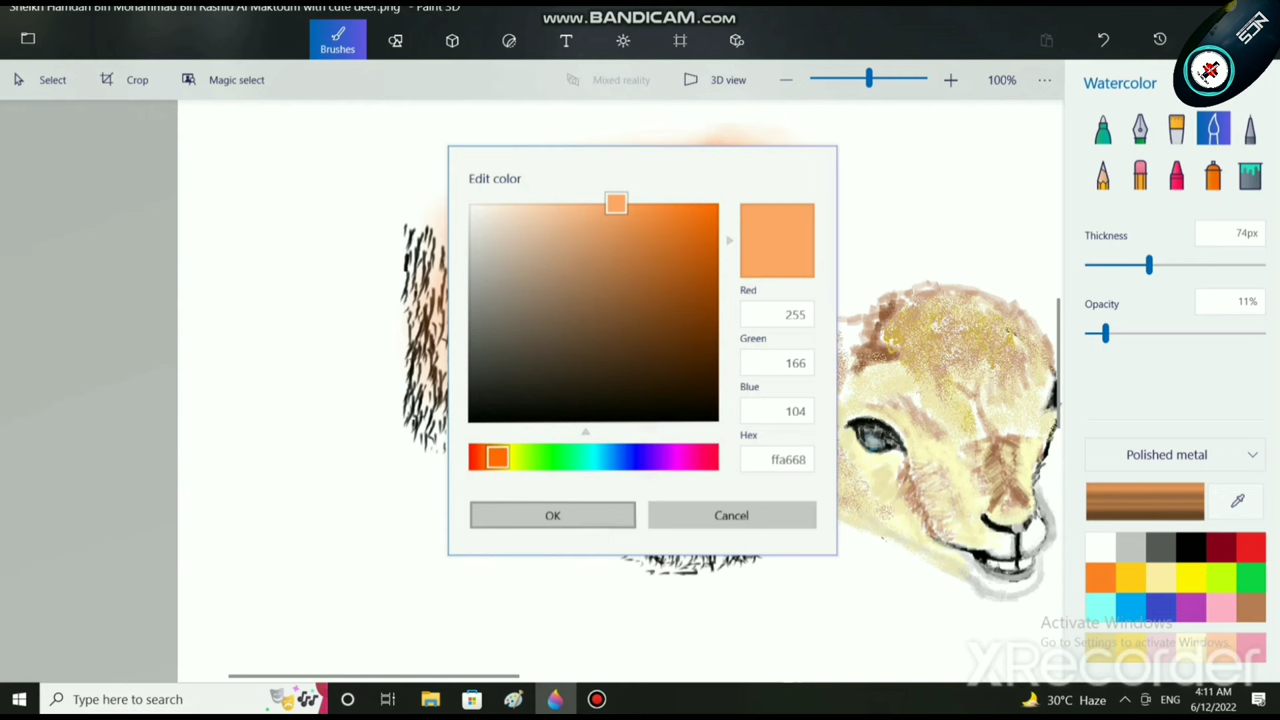 Sheikh Hamdan Bin Mohammad Bin Rashid Al Maktoum with cute deer.png - Paint 3D
www.BANDICAM.com
Brushes
Select
Crop
Magic select
Mixed reality
3D view
100%
Watercolor
Edit color
Thickness
74px
Opacity
11%
Red
255
Green
166
Blue
104
Hex
ffa668
OK
Cancel
Polished metal
Activate Windows
Go to Settings to activate Windows.
XRecorder
Type here to search
30°C Haze
ENG
4:11 AM
6/12/2022